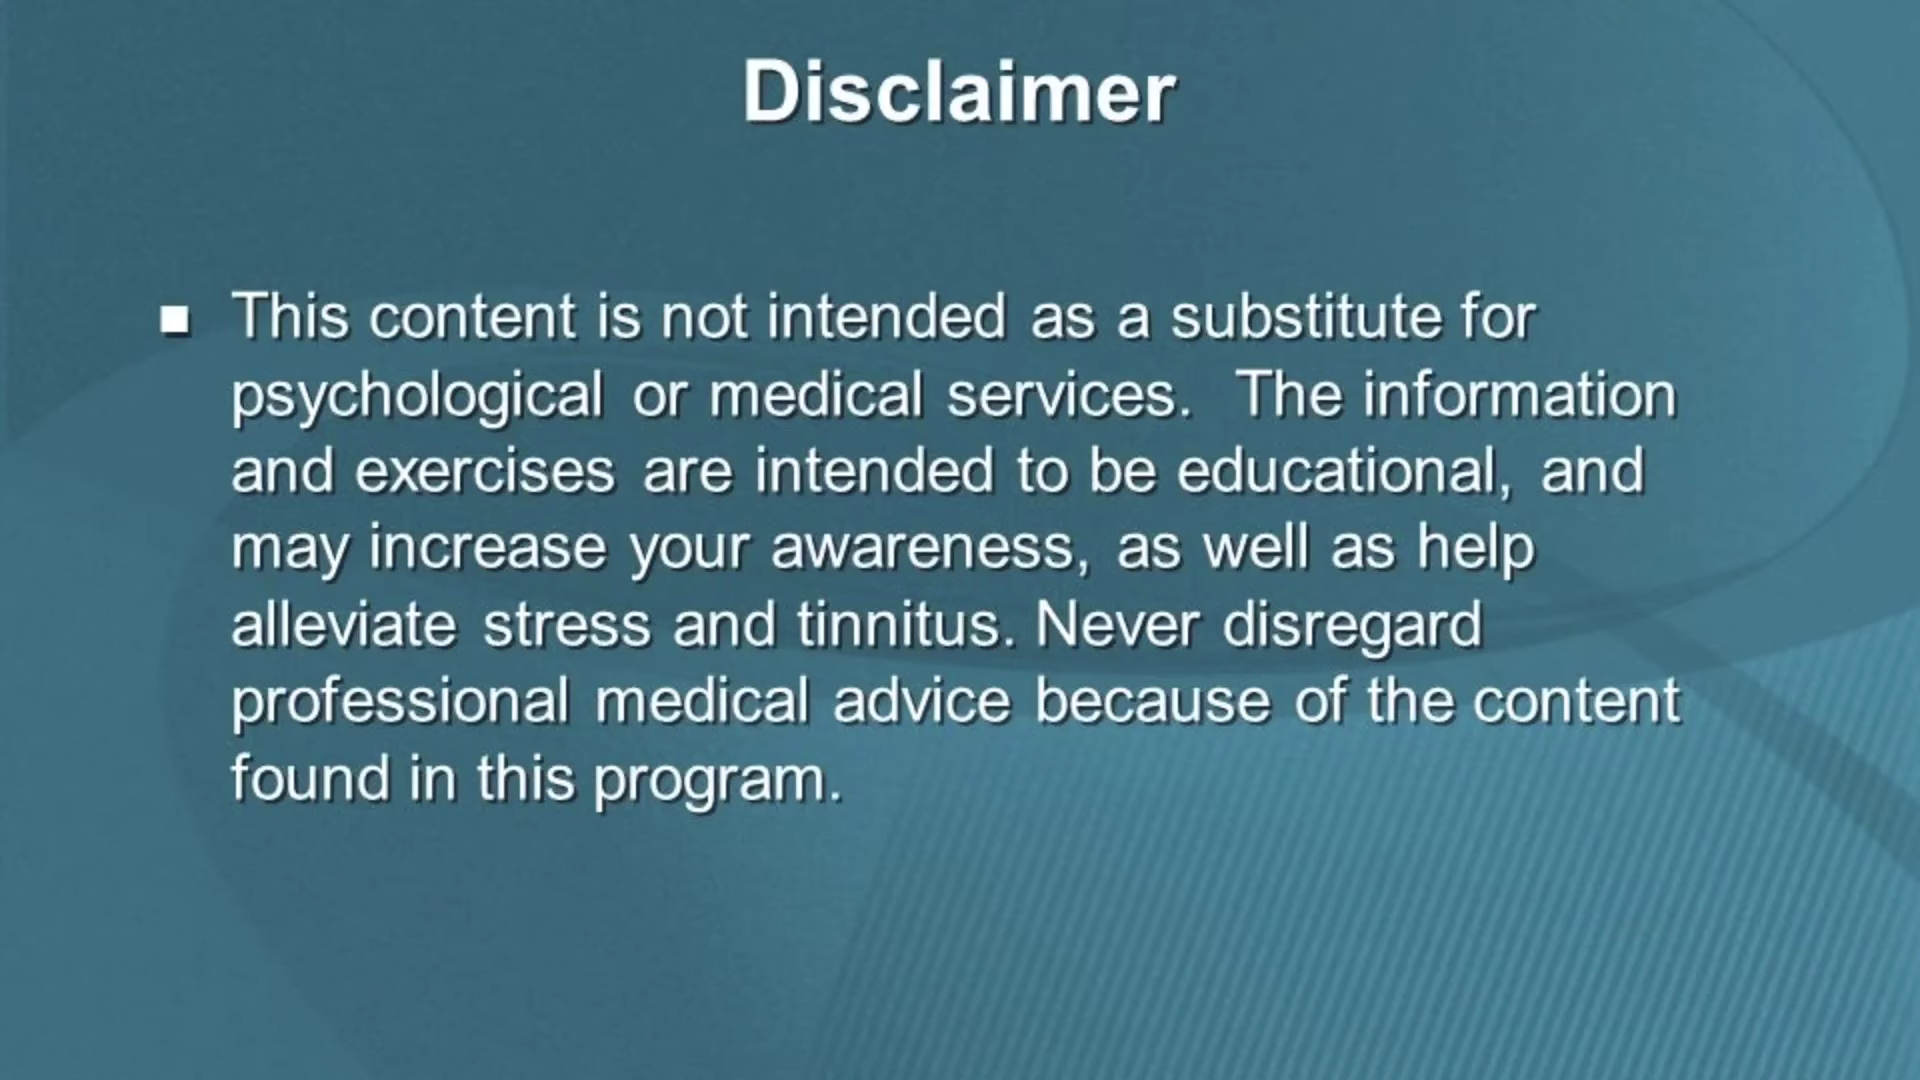 Disclaimer
This content is not intended as a substitute for
psychological or medical services. The information
and exercises are intended to be educational, and
may increase your awareness, as well as help
alleviate stress and tinnitus. Never disregard
professional medical advice because of the content
found in this program.